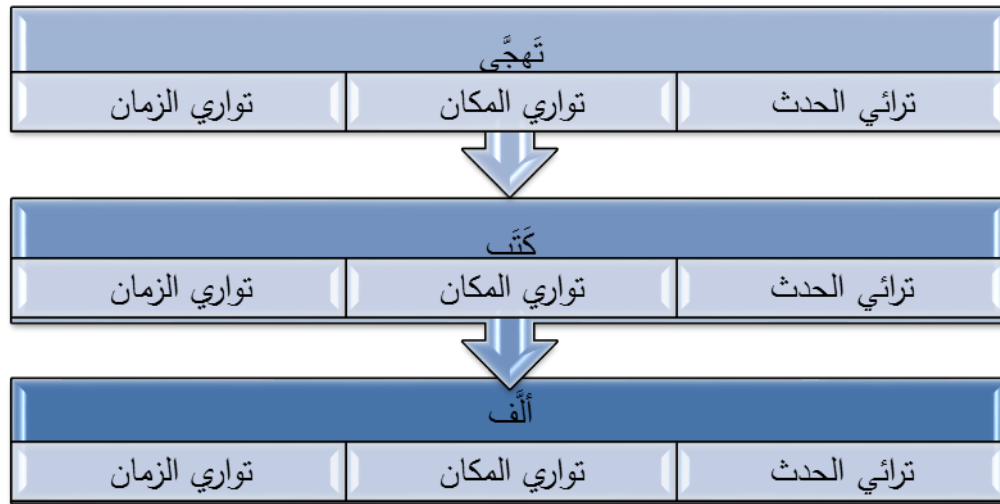 تَهجَّى
ترائي الحدث تواري المكان تواري الزمان
كَتَب
ترائي الحدث تواري المكان تواري الزمان
ألَّف
ترائي الحدث تواري المكان تواري الزمان